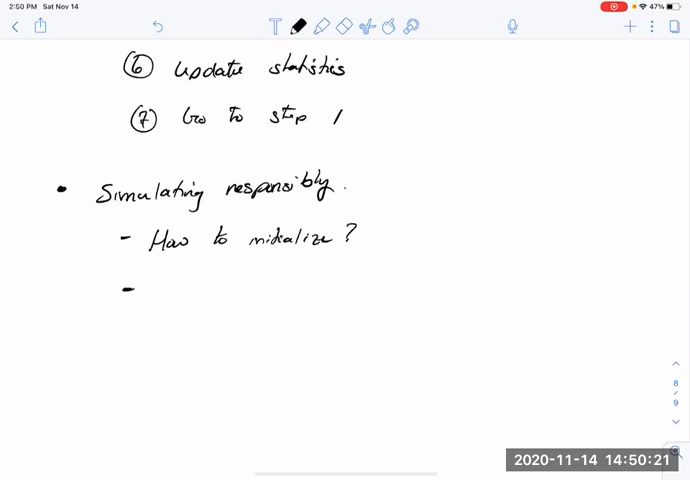 2:50 PM Sat Nov 14
47%
⑥ update statistics
⑦ Go to step 1
• Simulating responsibly.
- How to initialize?
-
8
/
9
2020-11-14 14:50:21